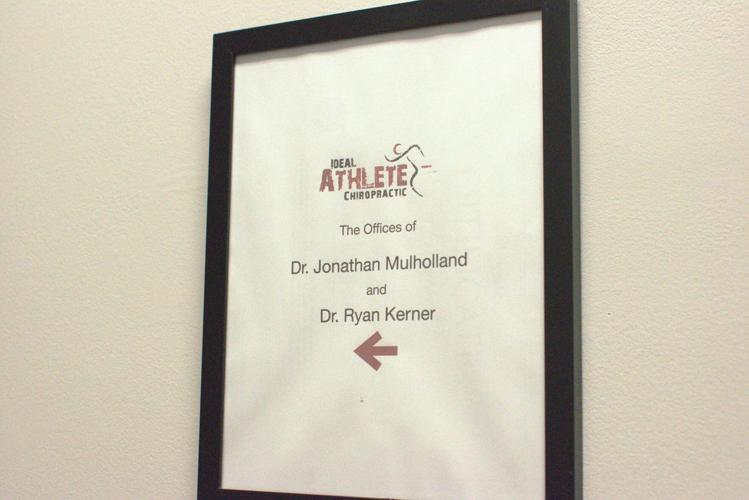 IDEAL
ATHLETE
CHIROPRACTIC
The Offices of
Dr. Jonathan Mulholland
and
Dr. Ryan Kerner